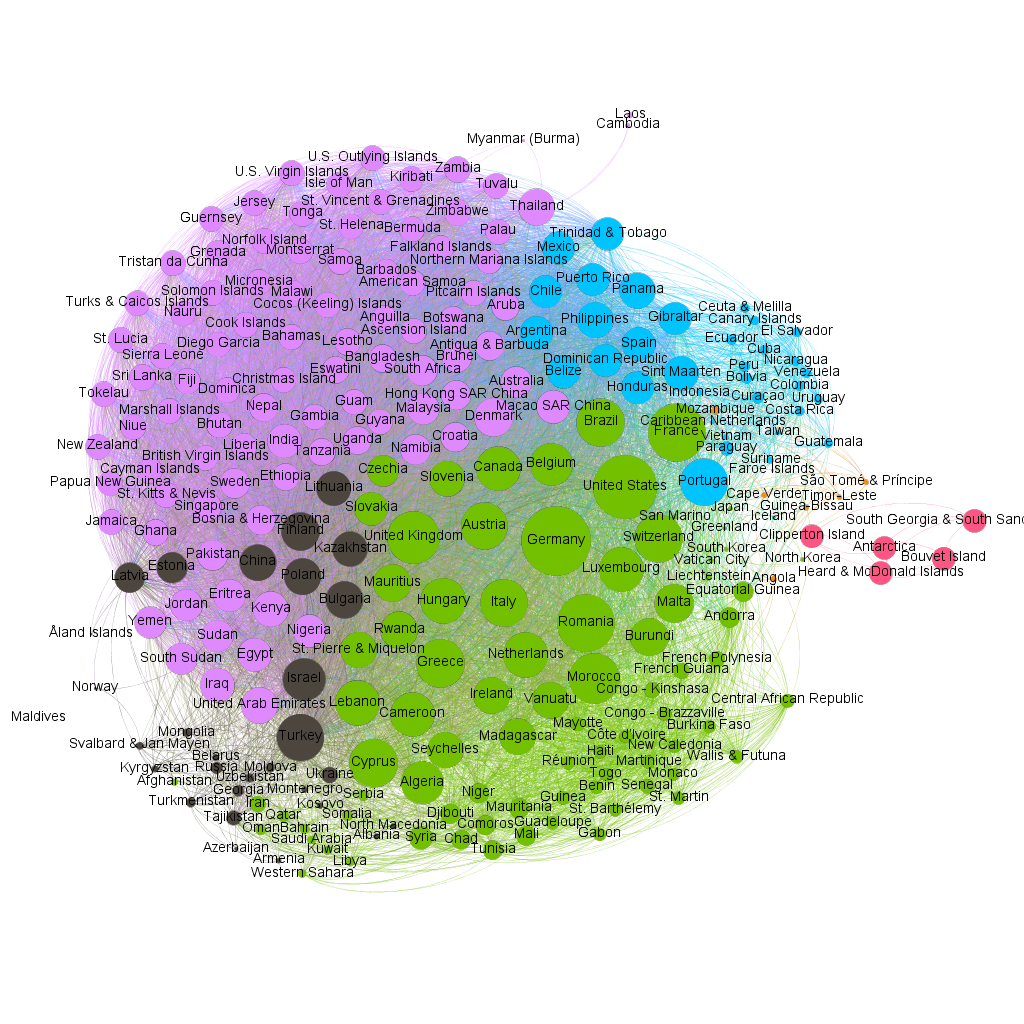 Laos
Cambodia
Myanmar (Burma)
U.S. Outlying Islands
Zambia
U.S. Virgin Islands
Isle of Man
Kiribati
Tuvalu
Jersey
St. Vincent & Grenadines
Thailand
Guernsey
Tonga
Zimbabwe
St. Helena
Bermuda
Palau
Trinidad & Tobago
Norfolk Island
Grenada
Montserrat
Falkland Islands
Mexico
Tristan da Cunha
Samoa
Northern Mariana Islands
Barbados
Micronesia
American Samoa
Puerto Rico
Solomon Islands
Malawi
Pitcairn Islands
Chile
Panama
Turks & Caicos Islands
Cocos (Keeling) Islands
Aruba
Ceuta & Melilla
Nauru
Anguilla
Botswana
Philippines
Gibraltar
Canary Islands
Cook Islands
Ascension Island
Argentina
El Salvador
St. Lucia
Diego Garcia
Bahamas
Lesotho
Antigua & Barbuda
Spain
Ecuador
Sierra Leone
Bangladesh
Brunei
Dominican Republic
Cuba
Nicaragua
Sri Lanka
Fiji
Christmas Island
Eswatini
South Africa
Belize
Sint Maarten
Peru
Venezuela
Tokelau
Dominica
Australia
Honduras
Indonesia
Bolivia
Colombia
Marshall Islands
Nepal
Guam
Hong Kong SAR China
Curaçao
Uruguay
Niue
Bhutan
Gambia
Guyana
Malaysia
Macao SAR China
Mozambique
Costa Rica
Denmark
Brazil
Caribbean Netherlands
New Zealand
Liberia
India
Uganda
Croatia
France
Vietnam
Taiwan
British Virgin Islands
Tanzania
Namibia
Paraguay
Guatemala
Cayman Islands
Czechia
Belgium
Suriname
Papua New Guinea
Sweden
Ethiopia
Slovenia
Canada
Faroe Islands
St. Kitts & Nevis
Lithuania
United States
Portugal
São Tomé & Príncipe
Singapore
Slovakia
Cape Verde
Timor-Leste
Jamaica
Bosnia & Herzegovina
Japan
Guinea-Bissau
Ghana
Finland
Austria
San Marino
Iceland
South Georgia & South Sand
United Kingdom
Greenland
Clipperton Island
Pakistan
China
Kazakhstan
Germany
Switzerland
South Korea
Antarctica
Estonia
Vatican City
North Korea
Bouvet Island
Latvia
Poland
Mauritius
Luxembourg
Liechtenstein
Angola
Heard & McDonald Islands
Eritrea
Bulgaria
Hungary
Italy
Malta
Equatorial Guinea
Jordan
Kenya
Yemen
Andorra
Åland Islands
Sudan
Nigeria
Rwanda
Romania
Burundi
South Sudan
Egypt
St. Pierre & Miquelon
Greece
Netherlands
French Polynesia
French Guiana
Norway
Iraq
Israel
Morocco
Congo - Kinshasa
United Arab Emirates
Lebanon
Ireland
Vanuatu
Central African Republic
Maldives
Cameroon
Congo - Brazzaville
Mayotte
Burkina Faso
Mongolia
Turkey
Madagascar
Côte d'Ivoire
Svalbard & Jan Mayen
Seychelles
Haiti
New Caledonia
Belarus
Cyprus
Réunion
Martinique
Wallis & Futuna
Kyrgyzstan
Russia
Moldova
Ukraine
Togo
Monaco
Afghanistan
Uzbekistan
Algeria
Benin
Senegal
Georgia
Montenegro
Serbia
Niger
Guinea
St. Martin
Turkmenistan
Iran
Kosovo
Mauritania
St. Barthélemy
Tajikistan
Qatar
Somalia
Djibouti
Guadeloupe
Oman
Bahrain
North Macedonia
Comoros
Mali
Gabon
Saudi Arabia
Albania
Syria
Chad
Azerbaijan
Kuwait
Tunisia
Armenia
Libya
Western Sahara